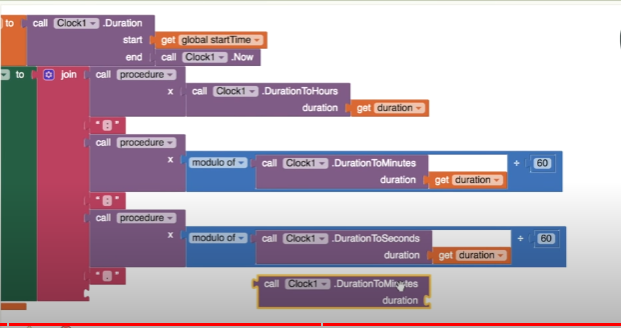 to call Clock1 .Duration
start get global startTime
end call Clock1 .Now
to join call procedure
x call Clock1 .DurationToHours
duration get duration
" : "
call procedure
x modulo of call Clock1 .DurationToMinutes ÷ 60
duration get duration
" : "
call procedure
x modulo of call Clock1 .DurationToSeconds ÷ 60
duration get duration
" . "
call Clock1 .DurationToMinutes
duration